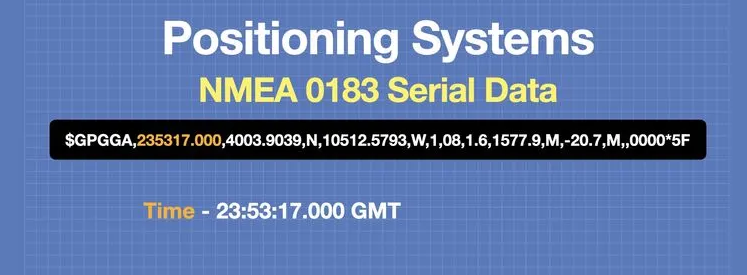 Positioning Systems
NMEA 0183 Serial Data
$GPGGA,235317.000,4003.9039,N,10512.5793,W,1,08,1.6,1577.9,M,-20.7,M,,0000*5F
Time - 23:53:17.000 GMT